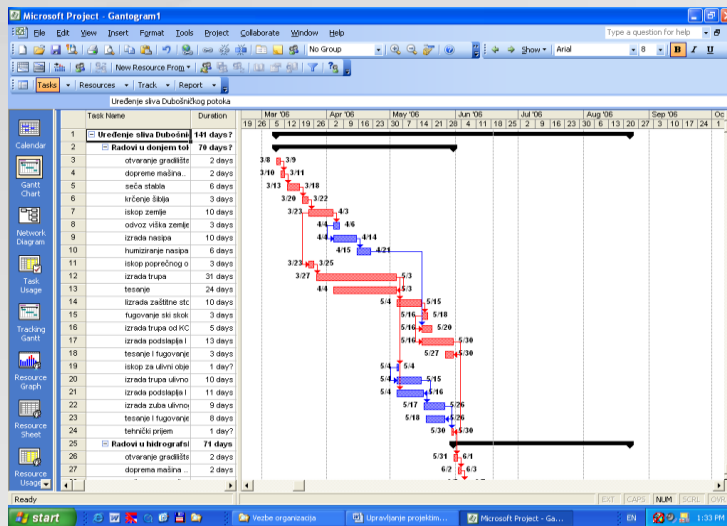 Microsoft Project - Gantogram1
File Edit View Insert Format Tools Project Collaborate Window Help Type a question for help
No Group Show Arial 8 B I U
New Resource From
Tasks Resources Track Report
Uređenje sliva Dubošničkog potoka
Task Name Duration Mar '06 Apr '06 May '06 Jun '06 Jul '06 Aug '06 Sep '06 Oc
19 26 5 12 19 26 2 9 16 23 30 7 14 21 28 4 11 18 25 2 9 16 23 30 6 13 20 27 3 10 17 1
Calendar
Gantt Chart
Network Diagram
Task Usage
Tracking Gantt
Resource Graph
Resource Sheet
Resource Usage
1 Uređenje sliva Dubošni 141 days?
2 Radovi u donjem tol 70 days?
3 otvaranje gradilišta 2 days 3/8 3/9
4 dopreme mašina.. 2 days 3/10 3/11
5 seča stabla 6 days 3/13 3/18
6 krčenje šiblja 3 days 3/20 3/22
7 iskop zemlje 10 days 3/23 4/3
8 odvoz viška zemlje 3 days 4/4 4/6
9 izrada nasipa 10 days 4/4 4/14
10 humiziranje nasipa 6 days 4/15 4/21
11 iskop poprečnog o 3 days 3/23 3/25
12 izrada trupa 31 days 3/27 5/3
13 tesanje 24 days 4/4 5/3
14 Iizrada zaštitne stc 10 days 5/4 5/15
15 fugovanje ski skok 3 days 5/16 5/18
16 izrada trupa od KC 5 days 5/16 5/20
17 izrada podslaplja I 13 days 5/16 5/30
18 tesanje I fugovanje 3 days 5/27 5/30
19 iskop za ulivni obje 1 day? 5/4 5/4
20 izrada trupa ulivno 10 days 5/4 5/15
21 izrada podslaplja I 11 days 5/4 5/16
22 izrada zuba ulivnog 9 days 5/17 5/26
23 tesanje I fugovanje 8 days 5/18 5/26
24 tehnički prijem 1 day? 5/30 5/30
25 Radovi u hidrografsl 71 days
26 otvaranje gradilište 2 days 5/31 6/1
27 doprema mašina .. 2 days 6/2 6/3
Ready EXT CAPS NUM SCRL OVR
start Vezbe organizacija Upravljanje projektim... Microsoft Project - Ga... EN 1:33 PM